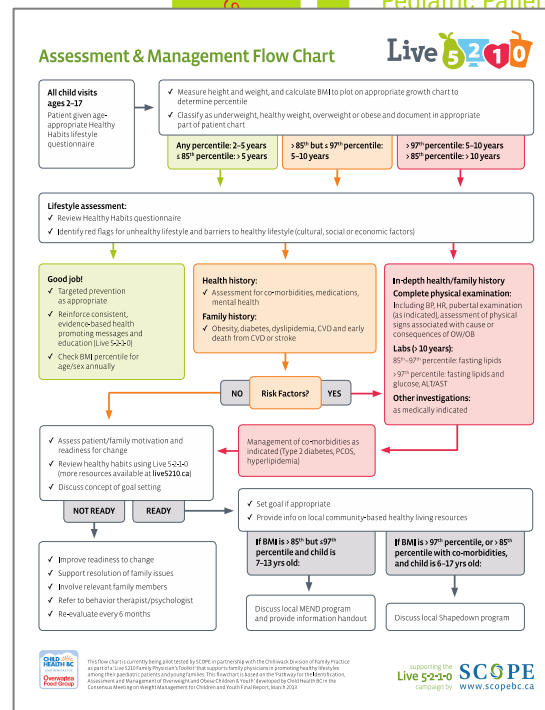 Pediatric Patient
Assessment & Management Flow Chart
Live 5210
All child visits
ages 2–17
Patient given age-
appropriate Healthy
Habits lifestyle
questionnaire
✓ Measure height and weight, and calculate BMI to plot on appropriate growth chart to
determine percentile
✓ Classify as underweight, healthy weight, overweight or obese and document in appropriate
part of patient chart
Any percentile: 2–5 years
≤ 85th percentile: > 5 years
> 85th but ≤ 97th percentile:
5–10 years
> 97th percentile: 5–10 years
> 85th percentile: > 10 years
Lifestyle assessment:
✓ Review Healthy Habits questionnaire
✓ Identify red flags for unhealthy lifestyle and barriers to healthy lifestyle (cultural, social or economic factors)
Good job!
✓ Targeted prevention
as appropriate
✓ Reinforce consistent,
evidence-based health
promoting messages and
education (Live 5-2-1-0)
✓ Check BMI percentile for
age/sex annually
Health history:
✓ Assessment for co-morbidities, medications,
mental health
Family history:
✓ Obesity, diabetes, dyslipidemia, CVD and early
death from CVD or stroke
In-depth health/family history
Complete physical examination:
Including BP, HR, pubertal examination
(as indicated), assessment of physical
signs associated with cause or
consequences of OW/OB
Labs (> 10 years):
85th–97th percentile: fasting lipids
> 97th percentile: fasting lipids and
glucose, ALT/AST
Other investigations:
as medically indicated
NO
Risk Factors?
YES
✓ Assess patient/family motivation and
readiness for change
✓ Review healthy habits using Live 5-2-1-0
(more resources available at live5210.ca)
✓ Discuss concept of goal setting
Management of co-morbidities as
indicated (Type 2 diabetes, PCOS,
hyperlipidemia)
NOT READY
READY
✓ Set goal if appropriate
✓ Provide info on local community-based healthy living resources
✓ Improve readiness to change
✓ Support resolution of family issues
✓ Involve relevant family members
✓ Refer to behavior therapist/psychologist
✓ Re-evaluate every 6 months
If BMI is > 85th but ≤97th
percentile and child is
7–13 yrs old:
If BMI is > 97th percentile, or > 85th
percentile with co-morbidities,
and child is 6–17 yrs old:
Discuss local MEND program
and provide information handout
Discuss local Shapedown program
CHILD
HEALTH BC
Overwaitea
Food Group
This flow chart is currently being pilot tested by SCOPE in partnership with the Chilliwack Division of Family Practice
as part of a 'Live 5210 Family Physician's Toolkit' that supports family physicians in promoting healthy lifestyles
among their paediatric patients and young families. This flow chart is based on the 'Pathway for the Identification,
Assessment and Management of Overweight and Obese Children & Youth' developed by Child Health BC in the
Consensus Meeting on Weight Management for Children and Youth Final Report, March 2013.
supporting the
Live 5-2-1-0
campaign by
SCOPE
www.scopebc.ca